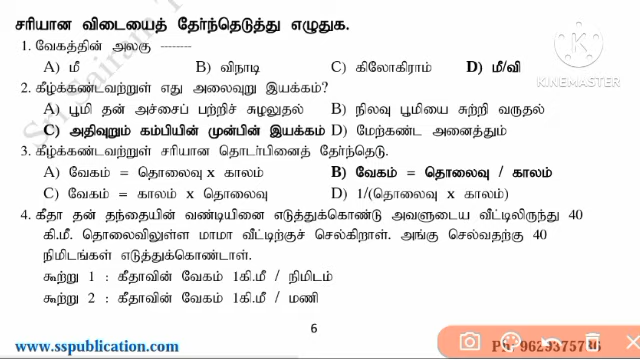 சரியான விடையைத் தேர்ந்தெடுத்து எழுதுக.
1. வேகத்தின் அலகு --------
A) மீ B) விநாடி C) கிலோகிராம் D) மீ/வி
KINEMASTER
2. கீழ்க்கண்டவற்றுள் எது அலைவுறு இயக்கம்?
A) பூமி தன் அச்சைப் பற்றிச் சுழலுதல் B) நிலவு பூமியை சுற்றி வருதல்
C) அதிவுறும் கம்பியின் முன்பின் இயக்கம் D) மேற்கண்ட அனைத்தும்
3. கீழ்க்கண்டவற்றுள் சரியான தொடர்பினைத் தேர்ந்தெடு.
A) வேகம் = தொலைவு x காலம் B) வேகம் = தொலைவு / காலம்
C) வேகம் = காலம் x தொலைவு D) 1/(தொலைவு x காலம்)
4. கீதா தன் தந்தையின் வண்டியினை எடுத்துக்கொண்டு அவளுடைய வீட்டிலிருந்து 40
கி.மீ. தொலைவிலுள்ள மாமா வீட்டிற்குச் செல்கிறாள். அங்கு செல்வதற்கு 40
நிமிடங்கள் எடுத்துக்கொண்டாள்.
கூற்று 1 : கீதாவின் வேகம் 1கி.மீ / நிமிடம்
கூற்று 2 : கீதாவின் வேகம் 1கி.மீ / மணி
6
www.sspublication.com
Sri Sairam